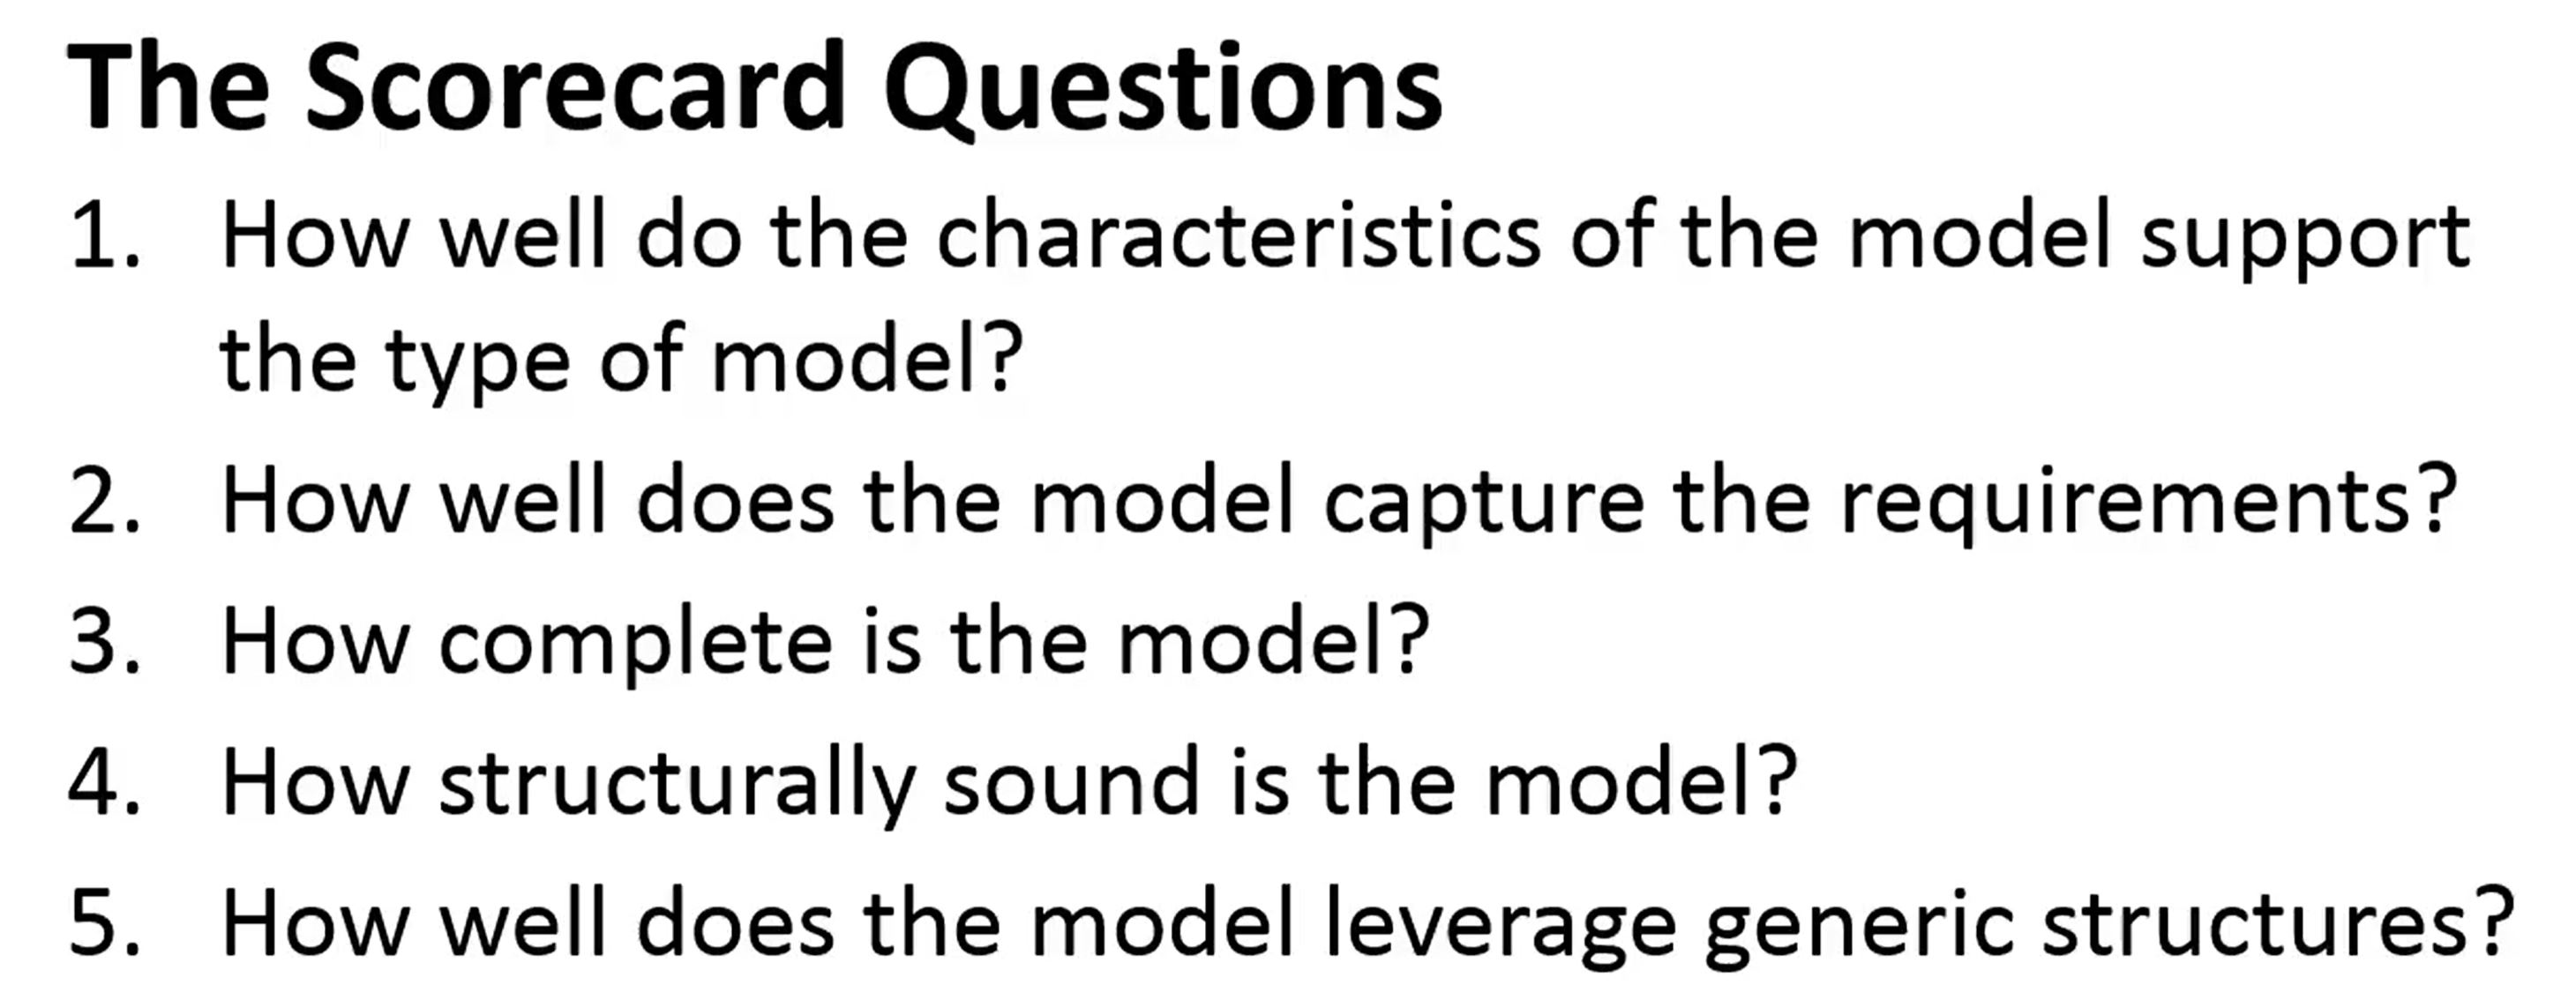 The Scorecard Questions
1. How well do the characteristics of the model support
the type of model?
2. How well does the model capture the requirements?
3. How complete is the model?
4. How structurally sound is the model?
5. How well does the model leverage generic structures?